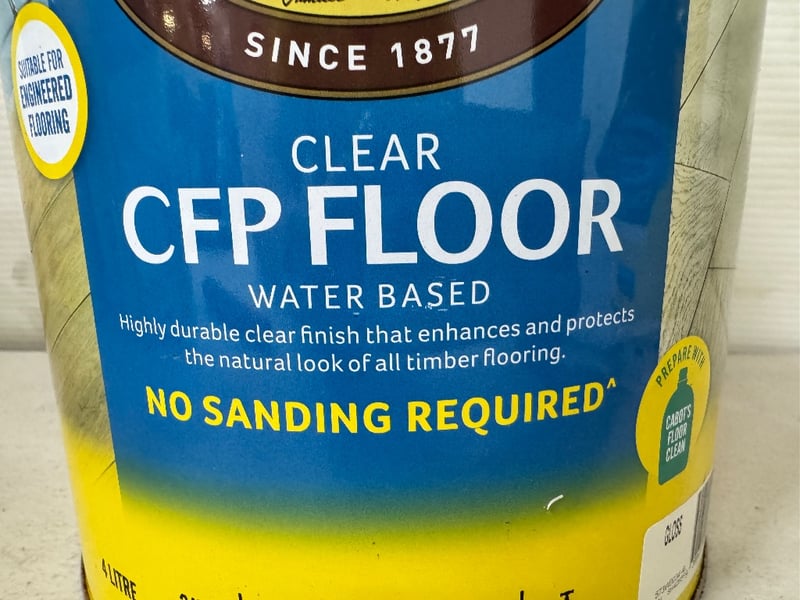 SINCE 1877
SUITABLE FOR
ENGINEERED
FLOORING
CLEAR
CFP FLOOR
WATER BASED
Highly durable clear finish that enhances and protects
the natural look of all timber flooring.
NO SANDING REQUIRED^
PREPARE WITH
CABOT'S
FLOOR
CLEAN
GLOSS
4 LITRE